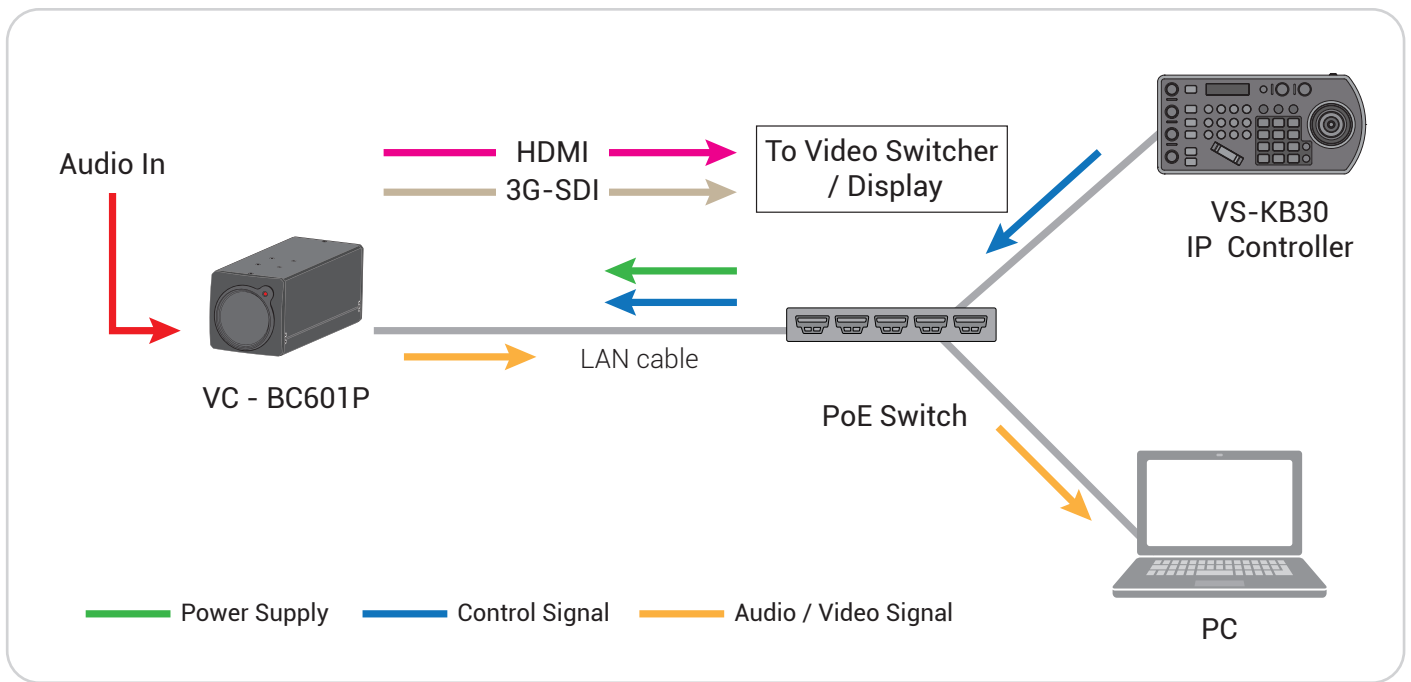 Audio In
HDMI
3G-SDI
To Video Switcher
/ Display
VS-KB30
IP Controller
VC - BC601P
LAN cable
PoE Switch
Power Supply
Control Signal
Audio / Video Signal
PC